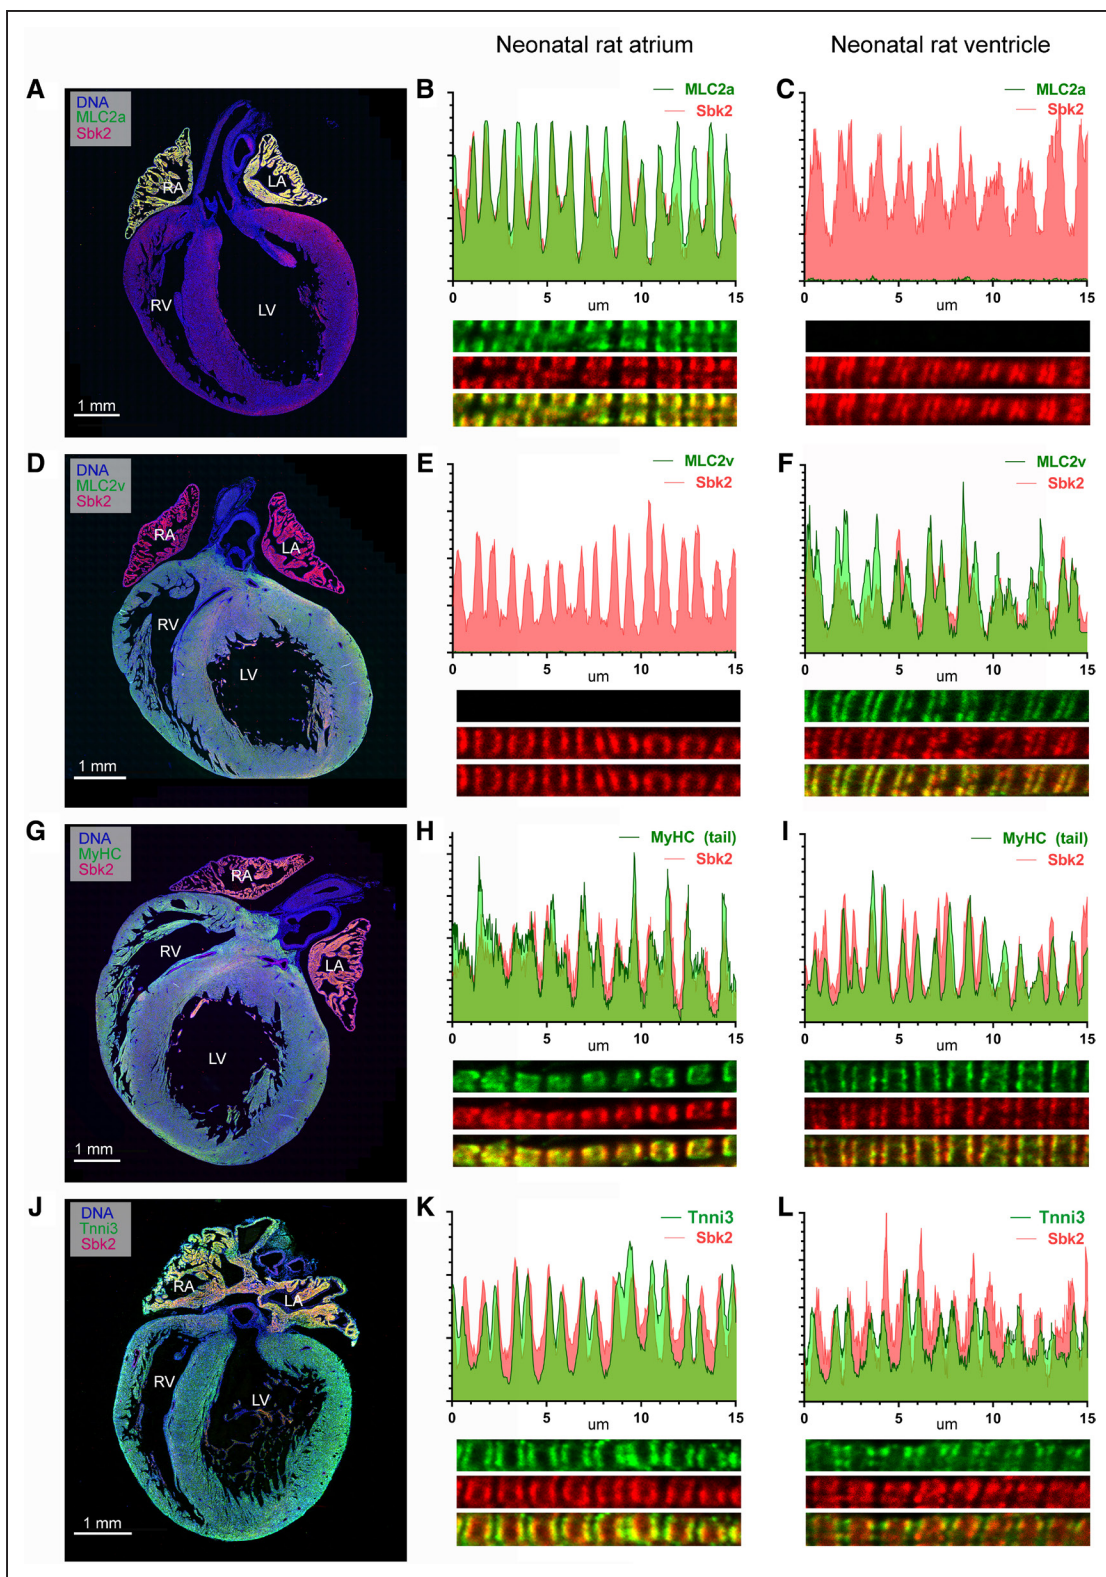 Neonatal rat atrium
Neonatal rat ventricle
A
DNA
MLC2a
Sbk2
RA
LA
RV
LV
1 mm
B
MLC2a
Sbk2
0 5 10 15
um
C
MLC2a
Sbk2
0 5 10 15
um
D
DNA
MLC2v
Sbk2
RA
LA
RV
LV
1 mm
E
MLC2v
Sbk2
0 5 10 15
um
F
MLC2v
Sbk2
0 5 10 15
um
G
DNA
MyHC
Sbk2
RA
RV
LA
LV
1 mm
H
MyHC (tail)
Sbk2
0 5 10 15
um
I
MyHC (tail)
Sbk2
0 5 10 15
um
J
DNA
Tnni3
Sbk2
RA
LA
RV
LV
1 mm
K
Tnni3
Sbk2
0 5 10 15
um
L
Tnni3
Sbk2
0 5 10 15
um